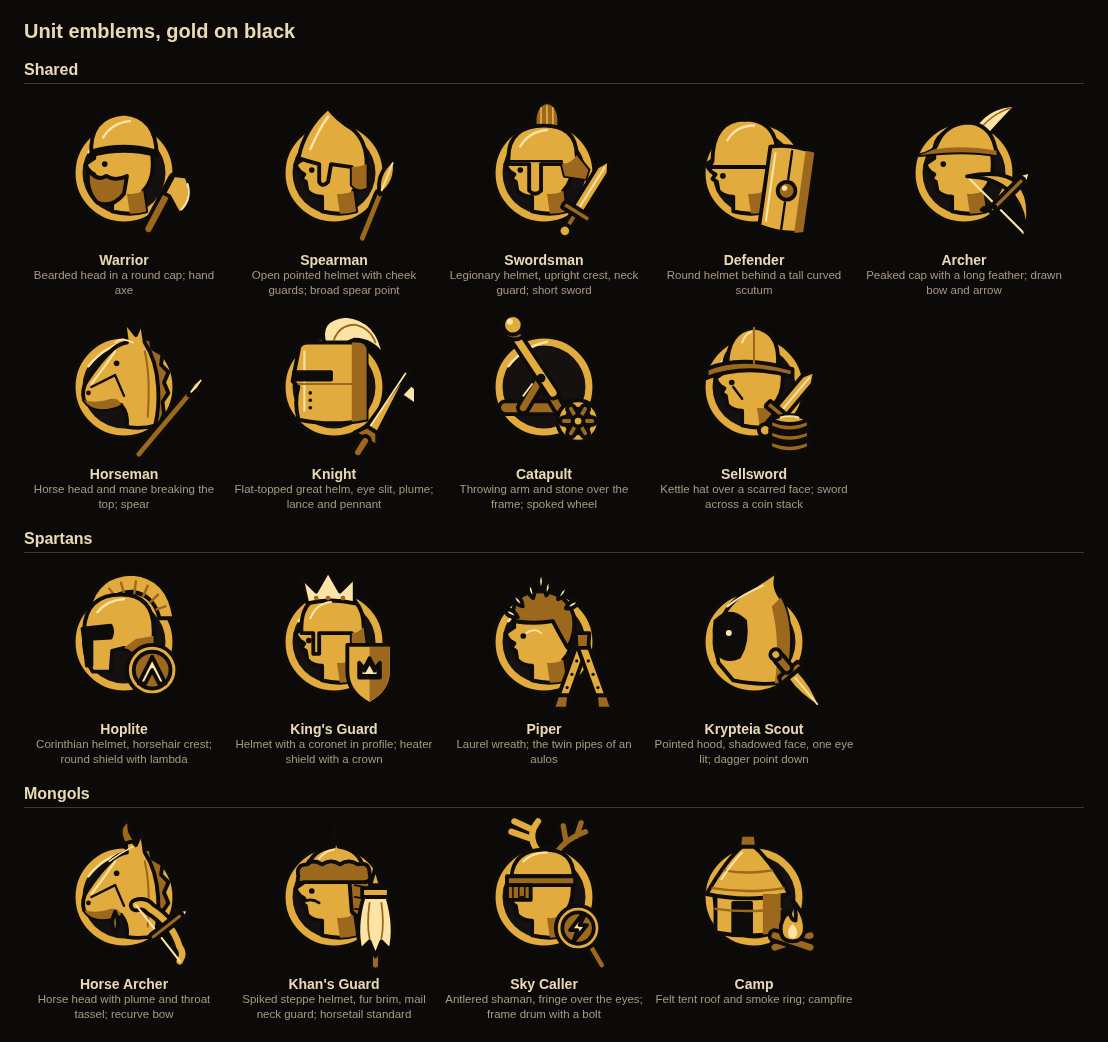 Unit emblems, gold on black
Shared
Warrior
Bearded head in a round cap; hand
axe
Spearman
Open pointed helmet with cheek
guards; broad spear point
Swordsman
Legionary helmet, upright crest, neck
guard; short sword
Defender
Round helmet behind a tall curved
scutum
Archer
Peaked cap with a long feather; drawn
bow and arrow
Horseman
Horse head and mane breaking the
top; spear
Knight
Flat-topped great helm, eye slit, plume;
lance and pennant
Catapult
Throwing arm and stone over the
frame; spoked wheel
Sellsword
Kettle hat over a scarred face; sword
across a coin stack
Spartans
Hoplite
Corinthian helmet, horsehair crest;
round shield with lambda
King's Guard
Helmet with a coronet in profile; heater
shield with a crown
Piper
Laurel wreath; the twin pipes of an
aulos
Krypteia Scout
Pointed hood, shadowed face, one eye
lit; dagger point down
Mongols
Horse Archer
Horse head with plume and throat
tassel; recurve bow
Khan's Guard
Spiked steppe helmet, fur brim, mail
neck guard; horsetail standard
Sky Caller
Antlered shaman, fringe over the eyes;
frame drum with a bolt
Camp
Felt tent roof and smoke ring; campfire